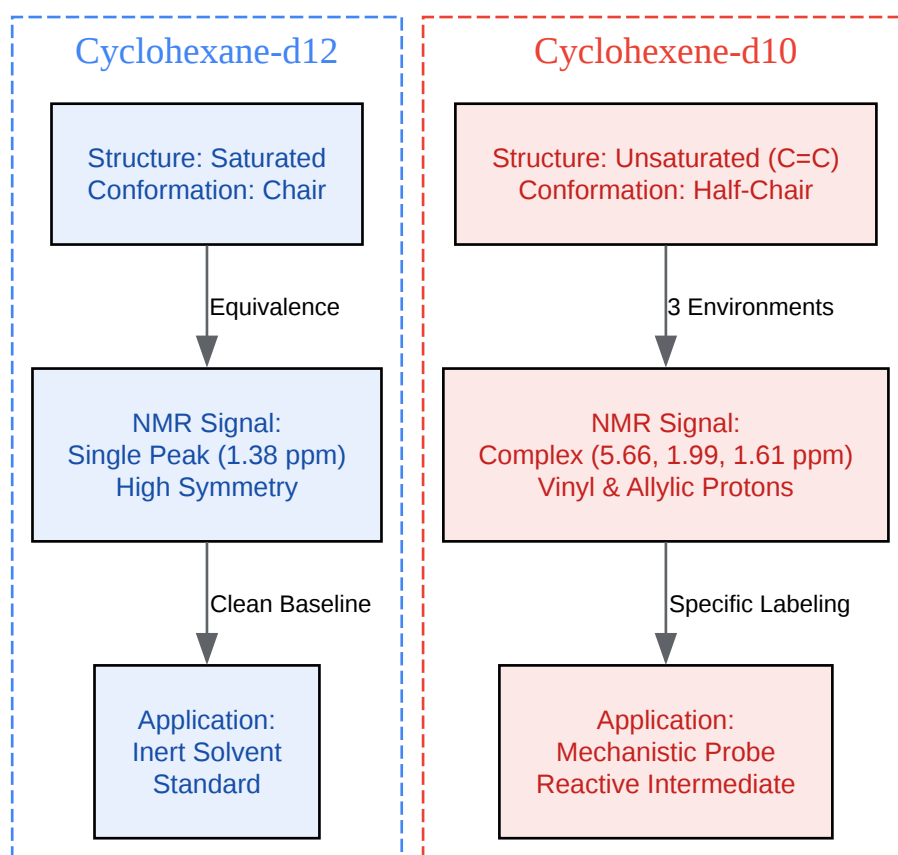 Cyclohexane-d12
Structure: Saturated
Conformation: Chair
Equivalence
NMR Signal:
Single Peak (1.38 ppm)
High Symmetry
Clean Baseline
Application:
Inert Solvent
Standard
Cyclohexene-d10
Structure: Unsaturated (C=C)
Conformation: Half-Chair
3 Environments
NMR Signal:
Complex (5.66, 1.99, 1.61 ppm)
Vinyl & Allylic Protons
Specific Labeling
Application:
Mechanistic Probe
Reactive Intermediate